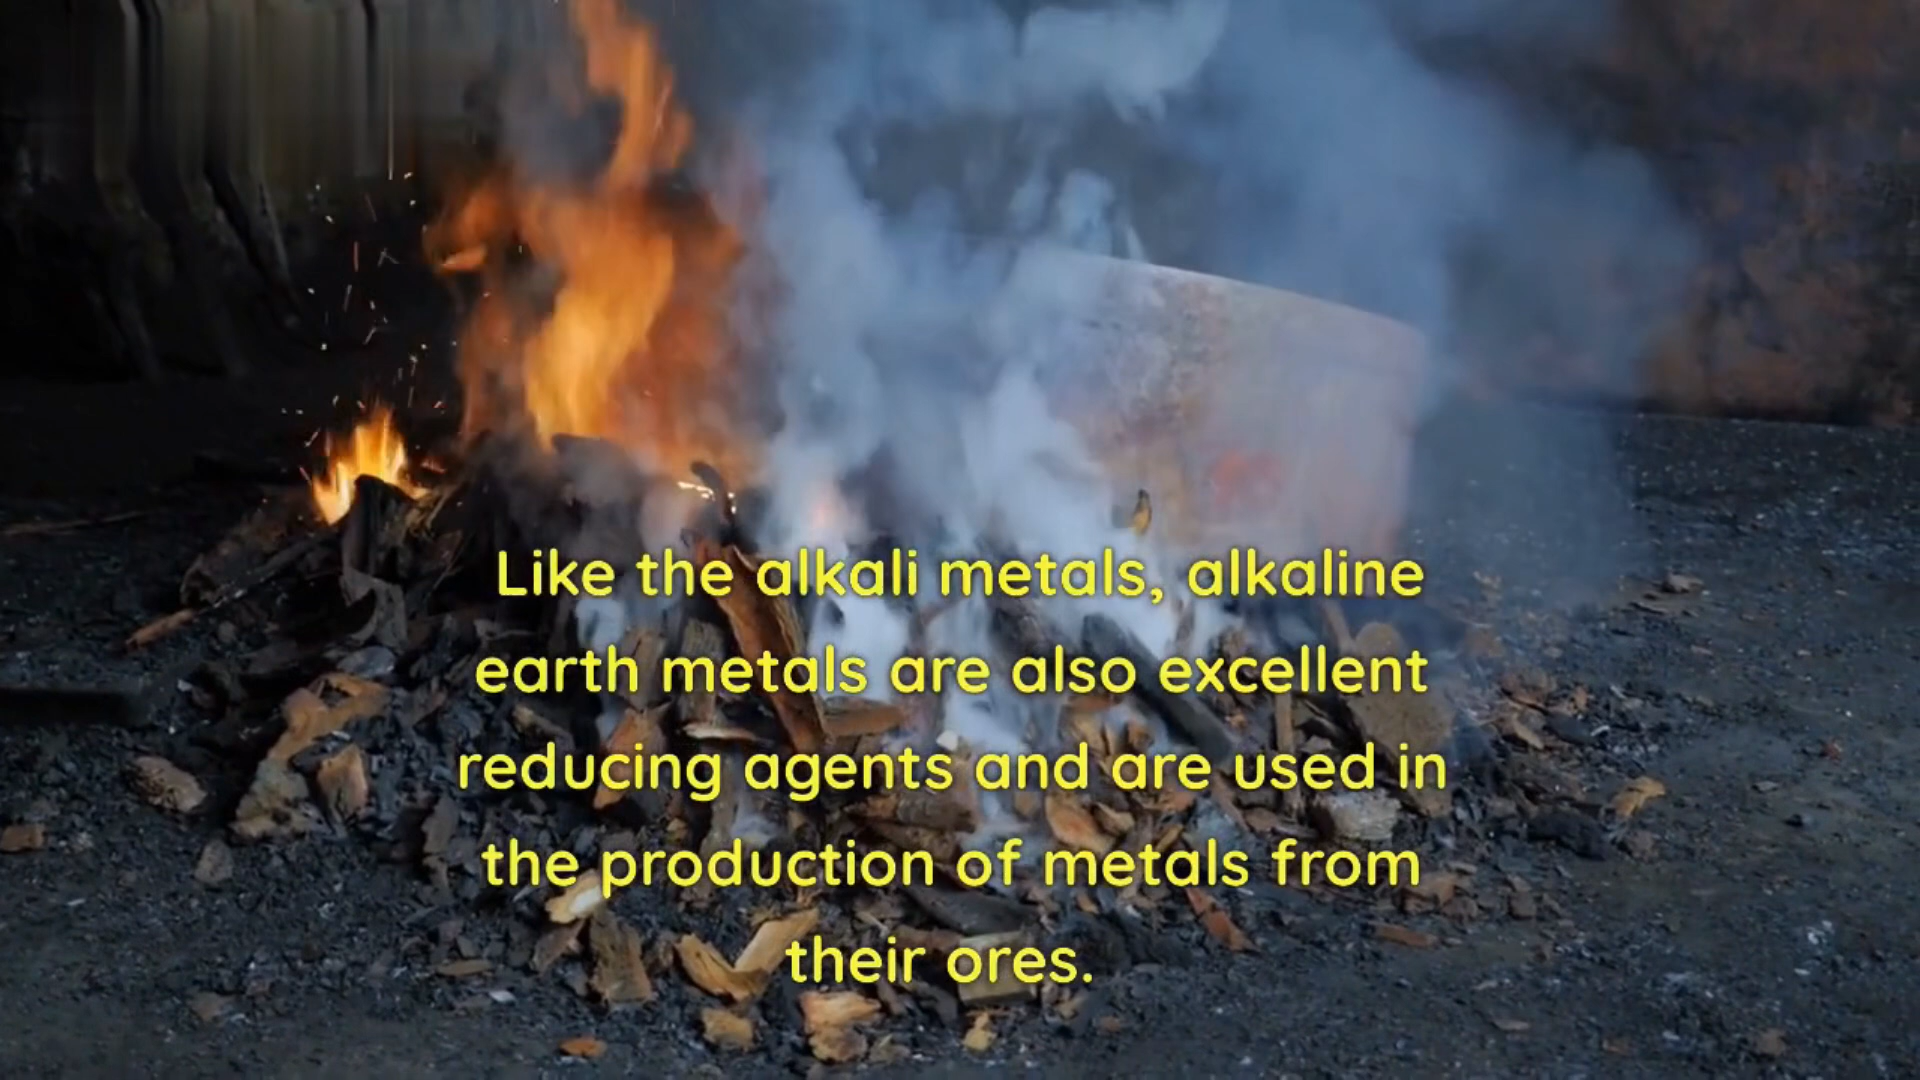 Like the alkali metals, alkaline
earth metals are also excellent
reducing agents and are used in
the production of metals from
their ores.